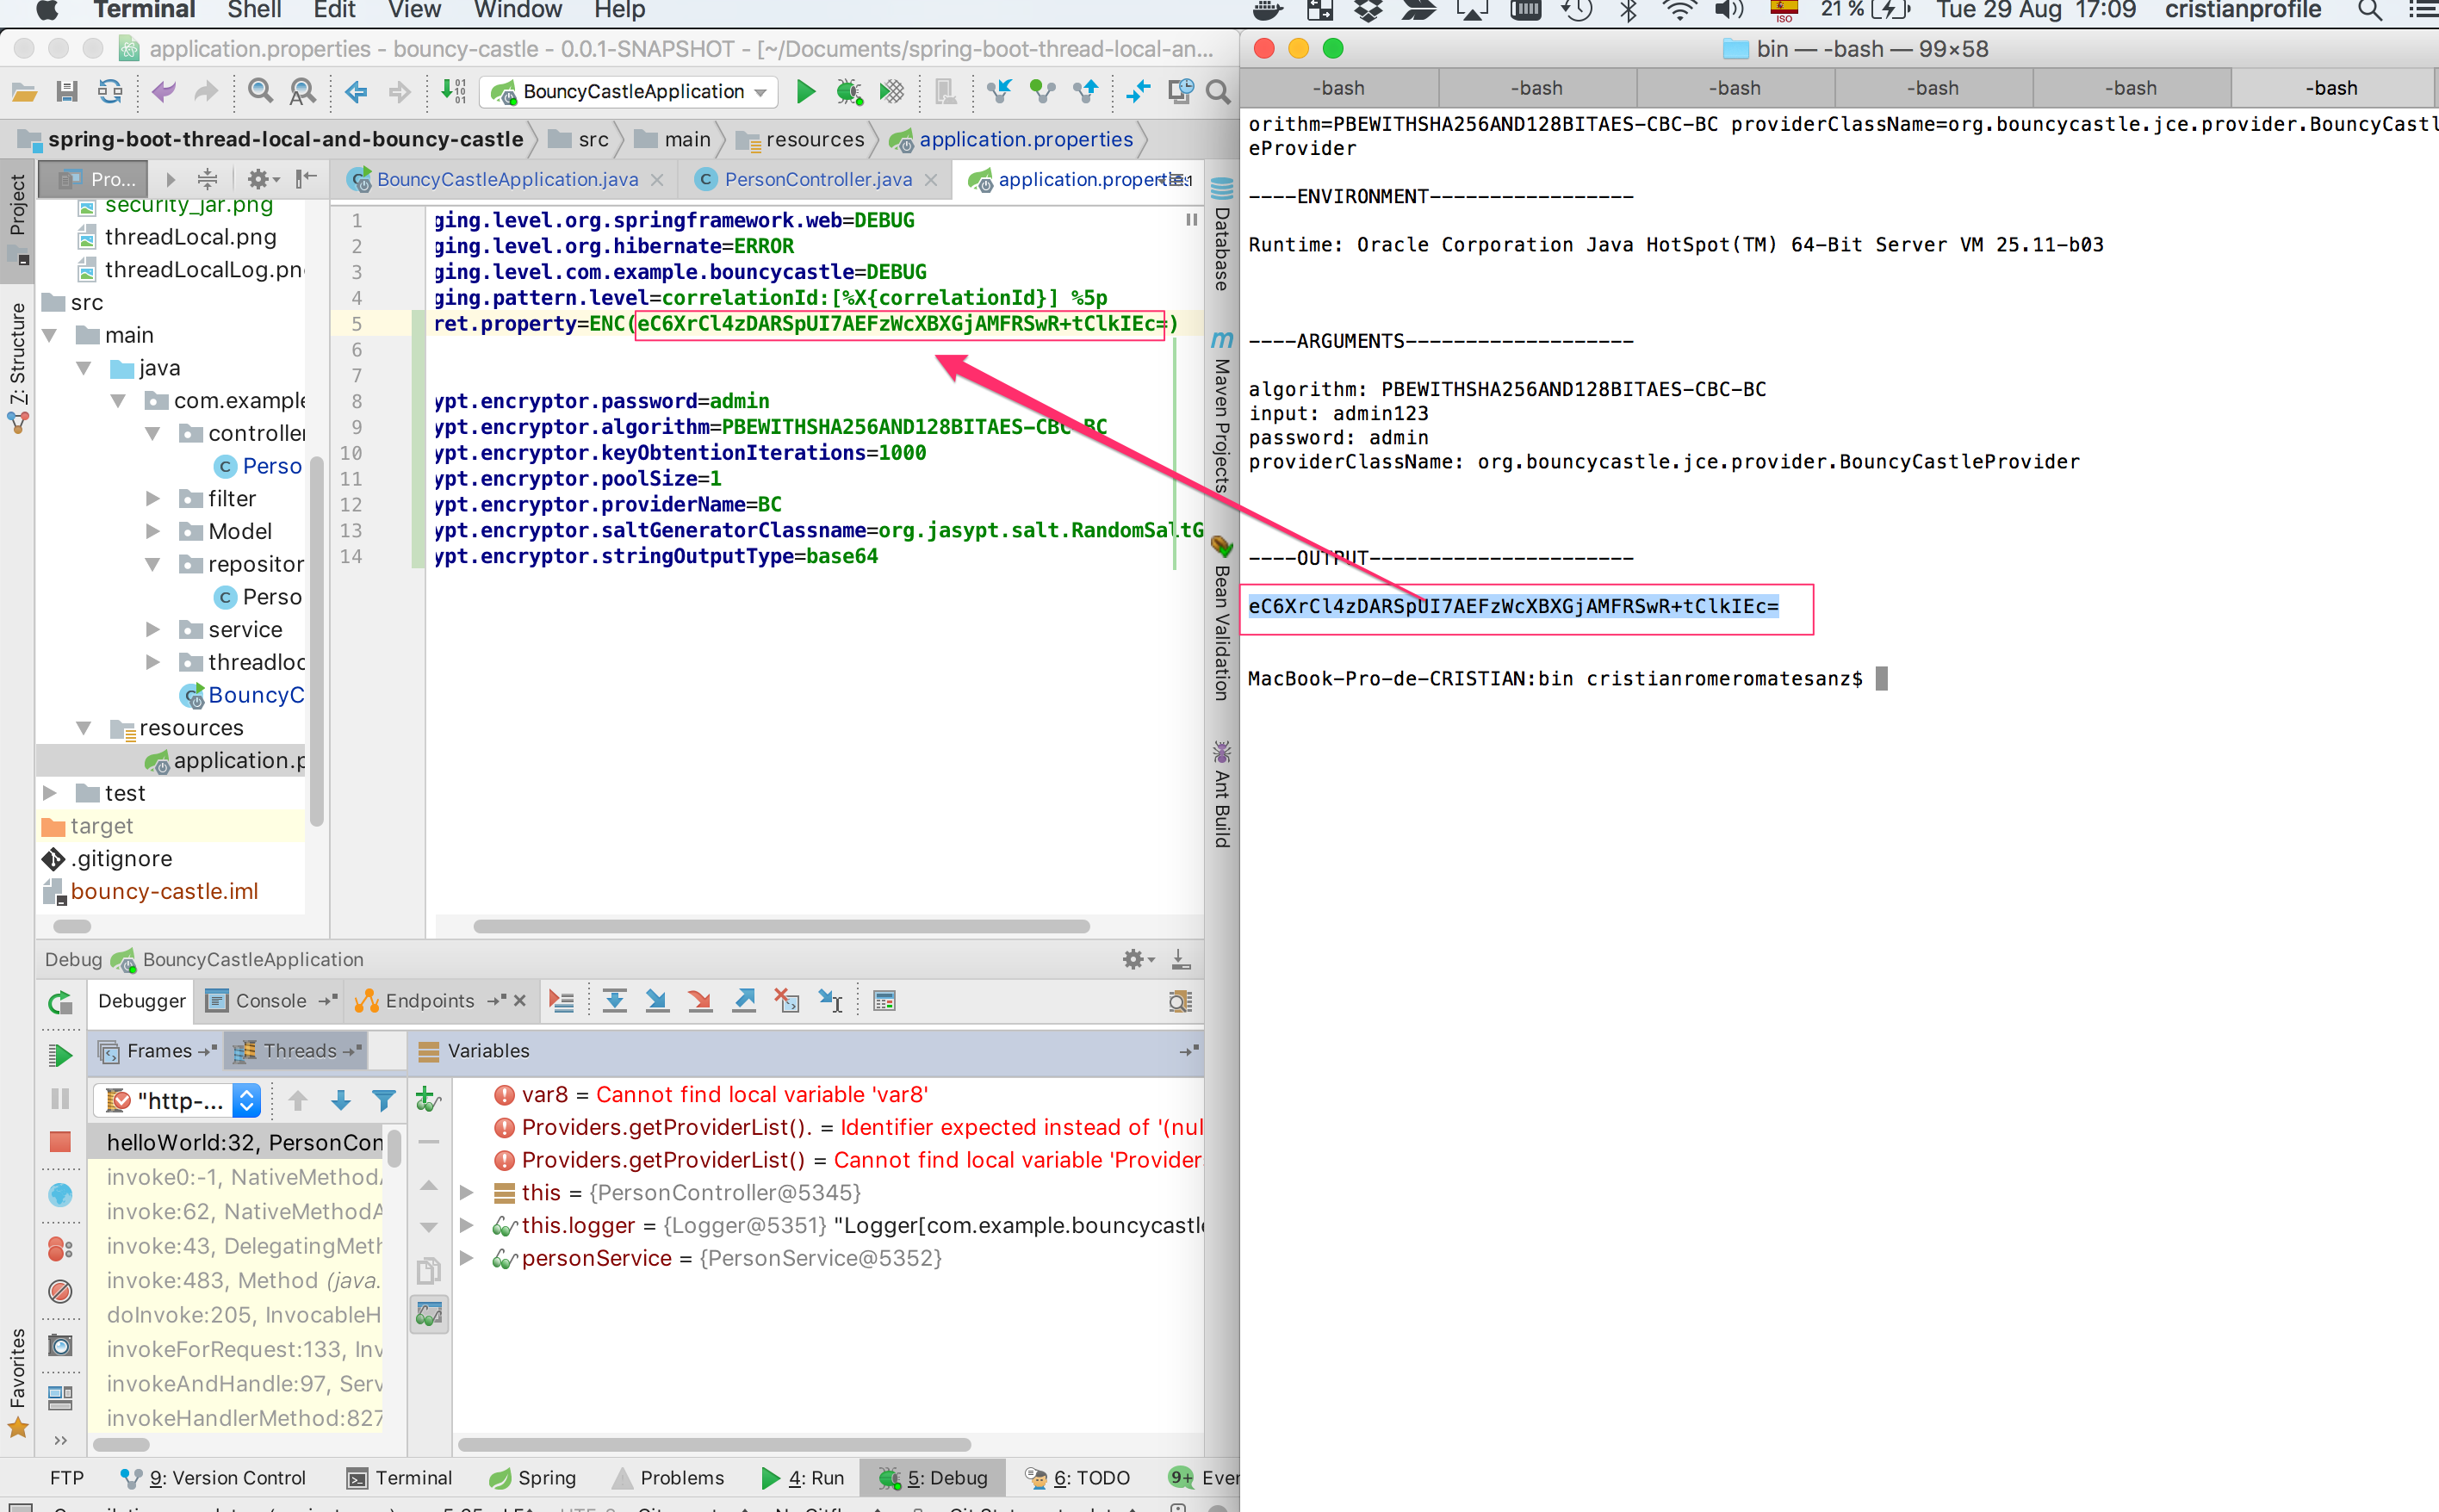 Terminal Shell Edit View Window Help
21 % Tue 29 Aug 17:09 cristianprofile
ISO
application.properties - bouncy-castle - 0.0.1-SNAPSHOT - [~/Documents/spring-boot-thread-local-an...
BouncyCastleApplication
spring-boot-thread-local-and-bouncy-castle src main resources application.properties
Pro...
BouncyCastleApplication.java PersonController.java application.properties
Project
7: Structure
Favorites
security_jar.png
threadLocal.png
threadLocalLog.pn
src
main
java
com.example
controller
Perso
filter
Model
repositor
Perso
service
threadloc
BouncyC
resources
application.p
test
target
.gitignore
bouncy-castle.iml
1 ging.level.org.springframework.web=DEBUG
2 ging.level.org.hibernate=ERROR
3 ging.level.com.example.bouncycastle=DEBUG
4 ging.pattern.level=correlationId:[%X{correlationId}] %5p
5 ret.property=ENC(eC6XrCl4zDARSpUI7AEFzWcXBXGjAMFRSwR+tClkIEc=)
6
7
8 ypt.encryptor.password=admin
9 ypt.encryptor.algorithm=PBEWITHSHA256AND128BITAES-CBC-BC
10 ypt.encryptor.keyObtentionIterations=1000
11 ypt.encryptor.poolSize=1
12 ypt.encryptor.providerName=BC
13 ypt.encryptor.saltGeneratorClassname=org.jasypt.salt.RandomSaltG
14 ypt.encryptor.stringOutputType=base64
Database
Maven Projects
Bean Validation
Ant Build
Debug BouncyCastleApplication
Debugger Console Endpoints
Frames Threads Variables
"http-...
helloWorld:32, PersonCon
invoke0:-1, NativeMethodA
invoke:62, NativeMethodA
invoke:43, DelegatingMeth
invoke:483, Method (java.
doInvoke:205, InvocableH
invokeForRequest:133, Inv
invokeAndHandle:97, Serv
invokeHandlerMethod:827
var8 = Cannot find local variable 'var8'
Providers.getProviderList(). = Identifier expected instead of '(nul
Providers.getProviderList() = Cannot find local variable 'Provider
this = {PersonController@5345}
this.logger = {Logger@5351} "Logger[com.example.bouncycastle
personService = {PersonService@5352}
FTP 9: Version Control Terminal Spring Problems 4: Run 5: Debug 6: TODO 9+ Ever
bin — -bash — 99×58
-bash -bash -bash -bash -bash -bash
orithm=PBEWITHSHA256AND128BITAES-CBC-BC providerClassName=org.bouncycastle.jce.provider.BouncyCastl
eProvider
----ENVIRONMENT-----------------
Runtime: Oracle Corporation Java HotSpot(TM) 64-Bit Server VM 25.11-b03
----ARGUMENTS-------------------
algorithm: PBEWITHSHA256AND128BITAES-CBC-BC
input: admin123
password: admin
providerClassName: org.bouncycastle.jce.provider.BouncyCastleProvider
----OUTPUT----------------------
eC6XrCl4zDARSpUI7AEFzWcXBXGjAMFRSwR+tClkIEc=
MacBook-Pro-de-CRISTIAN:bin cristianromeromatesanz$